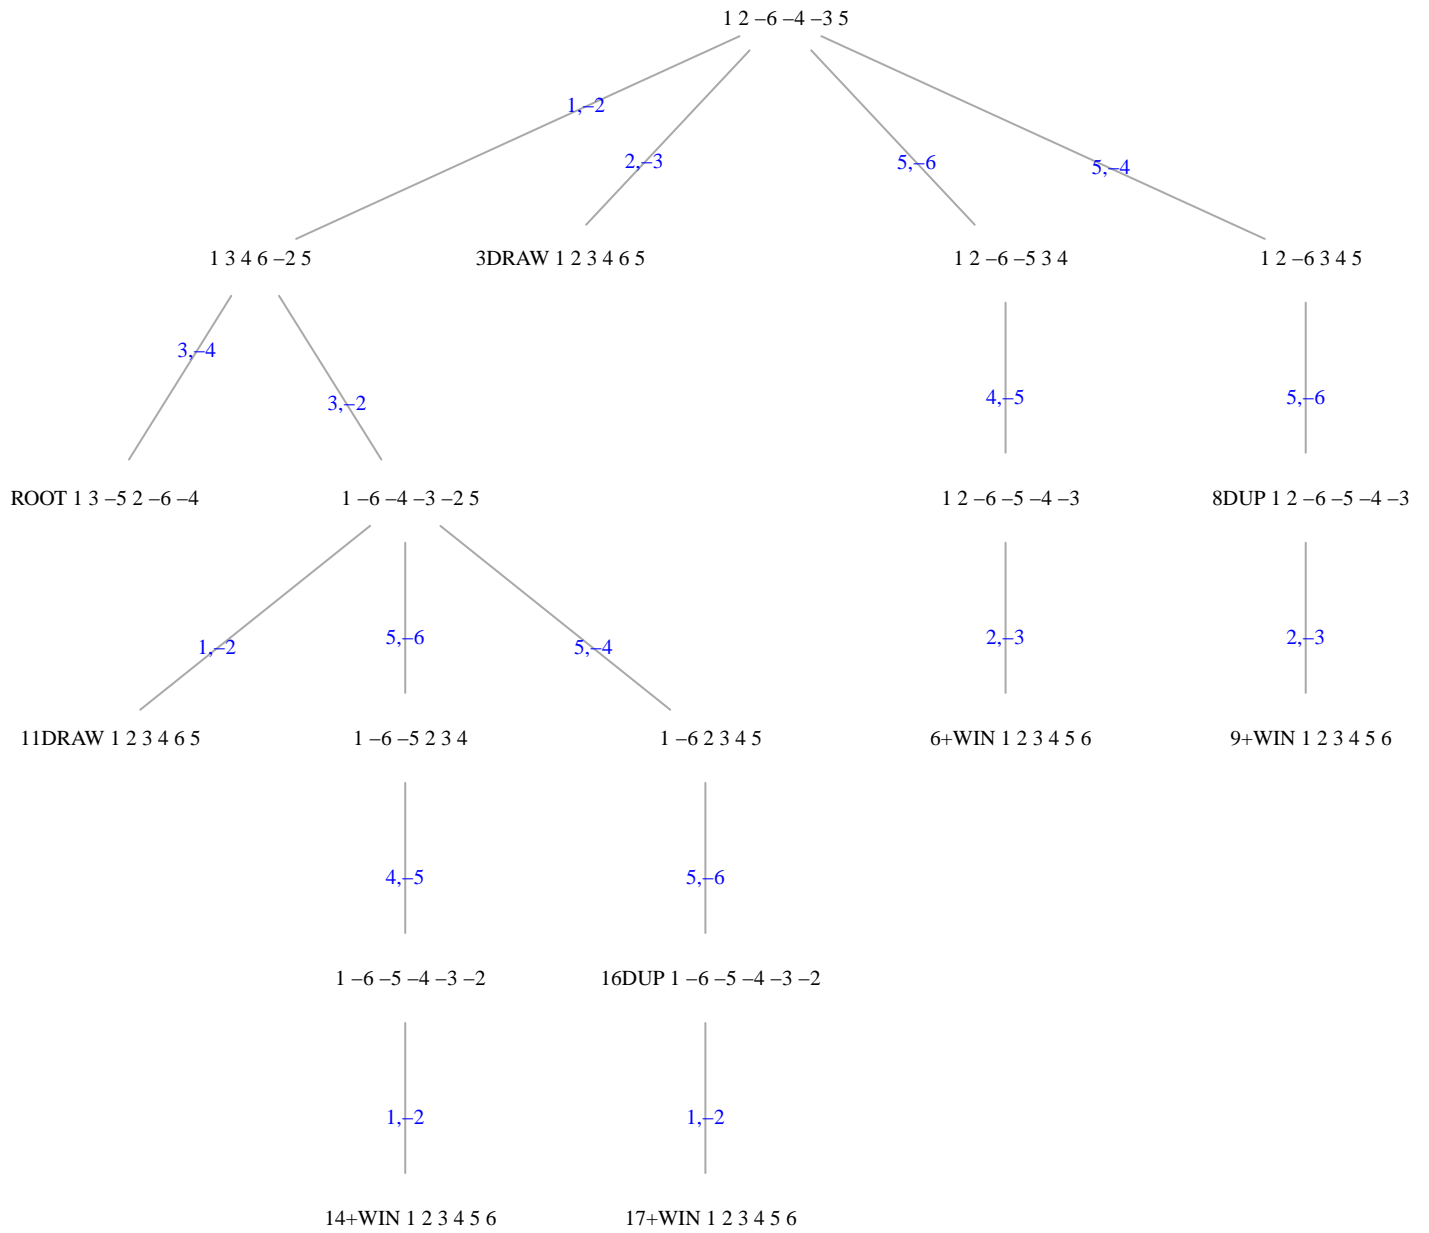 1 2 –6 –4 –3 5
1,–2
2,–3
5,–6
5,–4
1 3 4 6 –2 5
3DRAW 1 2 3 4 6 5
1 2 –6 –5 3 4
1 2 –6 3 4 5
3,–4
3,–2
4,–5
5,–6
ROOT 1 3 –5 2 –6 –4
1 –6 –4 –3 –2 5
1 2 –6 –5 –4 –3
8DUP 1 2 –6 –5 –4 –3
1,–2
5,–6
5,–4
2,–3
2,–3
11DRAW 1 2 3 4 6 5
1 –6 –5 2 3 4
1 –6 2 3 4 5
6+WIN 1 2 3 4 5 6
9+WIN 1 2 3 4 5 6
4,–5
5,–6
1 –6 –5 –4 –3 –2
16DUP 1 –6 –5 –4 –3 –2
1,–2
1,–2
14+WIN 1 2 3 4 5 6
17+WIN 1 2 3 4 5 6